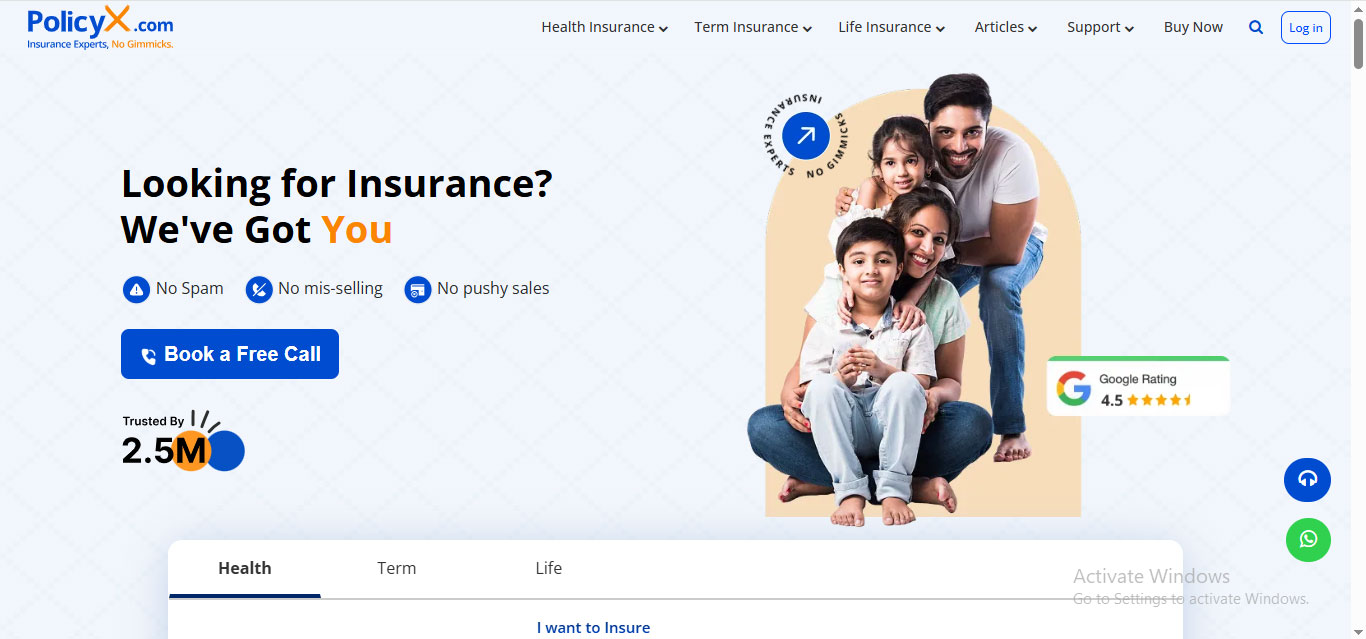 PolicyX.com
Insurance Experts, No Gimmicks.
Health Insurance
Term Insurance
Life Insurance
Articles
Support
Buy Now
Log in
INSURANCE EXPERTS NO GIMMICKS
Looking for Insurance?
We've Got You
No Spam
No mis-selling
No pushy sales
Book a Free Call
Google Rating
4.5
Trusted By
2.5M
Health
Term
Life
Activate Windows
Go to Settings to activate Windows.
I want to Insure